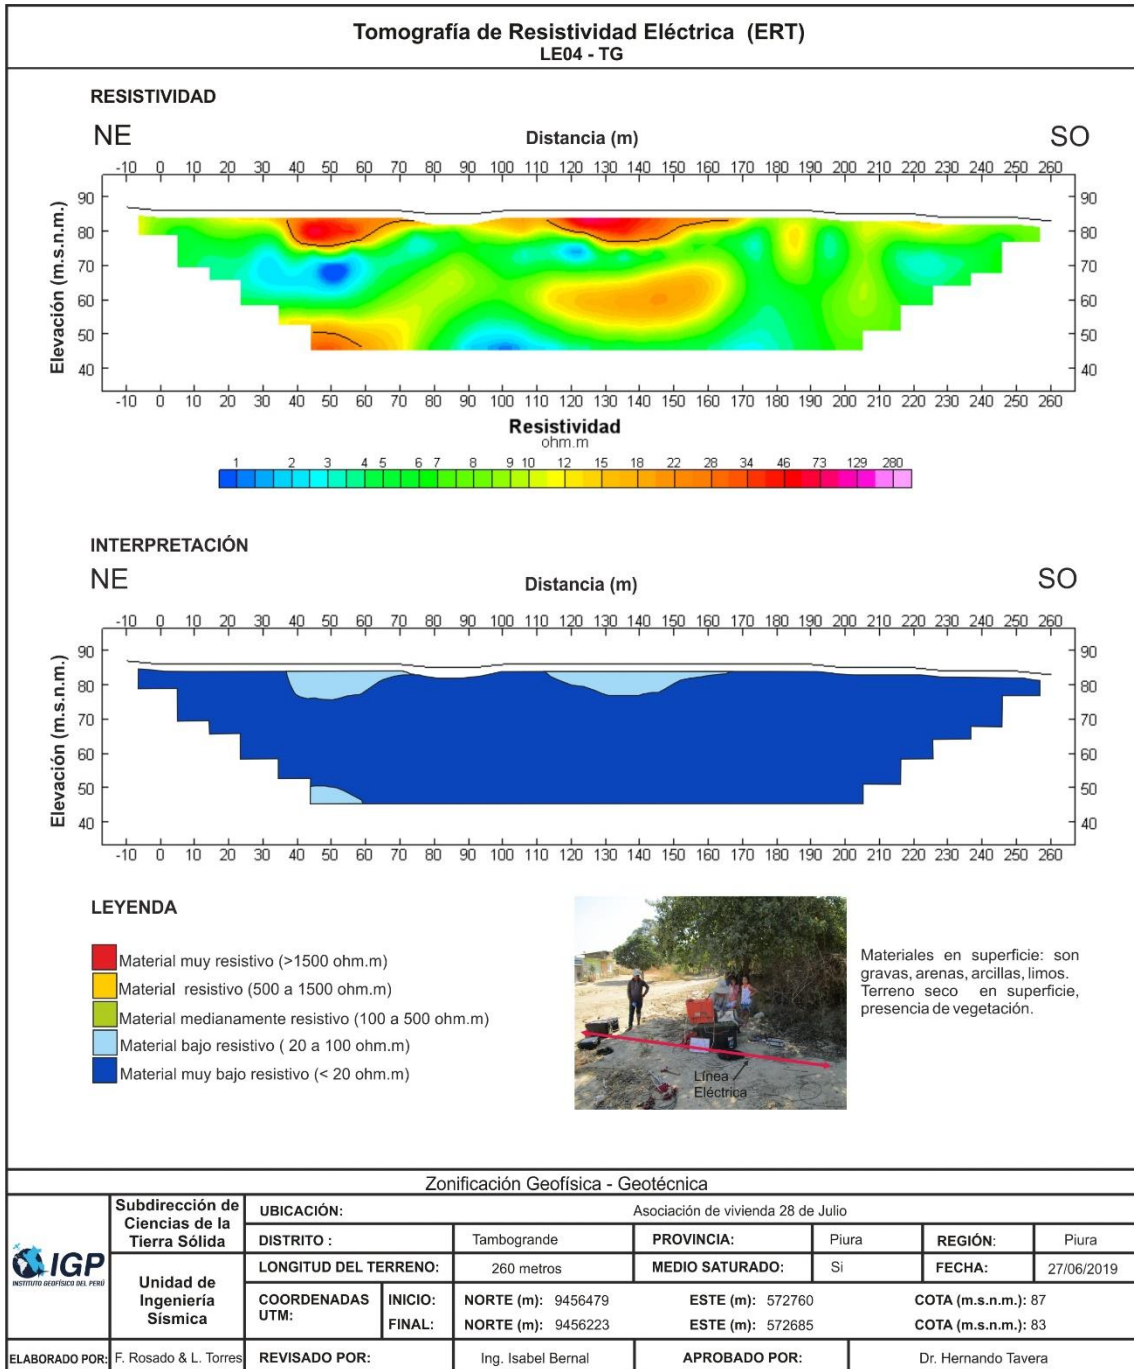 Tomografía de Resistividad Eléctrica (ERT)
LE04 - TG
RESISTIVIDAD
NE
Distancia (m)
SO
-10 0 10 20 30 40 50 60 70 80 90 100 110 120 130 140 150 160 170 180 190 200 210 220 230 240 250 260
Elevación (m.s.n.m.)
90 90
80 80
70 70
60 60
50 50
40 40
-10 0 10 20 30 40 50 60 70 80 90 100 110 120 130 140 150 160 170 180 190 200 210 220 230 240 250 260
Resistividad
ohm.m
1 2 3 4 5 6 7 8 9 10 12 15 18 22 28 34 46 73 129 280
INTERPRETACIÓN
NE
Distancia (m)
SO
-10 0 10 20 30 40 50 60 70 80 90 100 110 120 130 140 150 160 170 180 190 200 210 220 230 240 250 260
Elevación (m.s.n.m.)
90 90
80 80
70 70
60 60
50 50
40 40
-10 0 10 20 30 40 50 60 70 80 90 100 110 120 130 140 150 160 170 180 190 200 210 220 230 240 250 260
LEYENDA
Material muy resistivo (>1500 ohm.m)
Material resistivo (500 a 1500 ohm.m)
Material medianamente resistivo (100 a 500 ohm.m)
Material bajo resistivo ( 20 a 100 ohm.m)
Material muy bajo resistivo (< 20 ohm.m)
Línea
Eléctrica
Materiales en superficie: son
gravas, arenas, arcillas, limos.
Terreno seco en superficie,
presencia de vegetación.
Zonificación Geofísica - Geotécnica
IGP
INSTITUTO GEOFÍSICO DEL PERÚ
Subdirección de
Ciencias de la
Tierra Sólida
Unidad de
Ingeniería
Sísmica
UBICACIÓN: Asociación de vivienda 28 de Julio
DISTRITO : Tambogrande PROVINCIA: Piura REGIÓN: Piura
LONGITUD DEL TERRENO: 260 metros MEDIO SATURADO: Si FECHA: 27/06/2019
COORDENADAS
UTM:
INICIO: NORTE (m): 9456479 ESTE (m): 572760 COTA (m.s.n.m.): 87
FINAL: NORTE (m): 9456223 ESTE (m): 572685 COTA (m.s.n.m.): 83
ELABORADO POR: F. Rosado & L. Torres REVISADO POR: Ing. Isabel Bernal APROBADO POR: Dr. Hernando Tavera